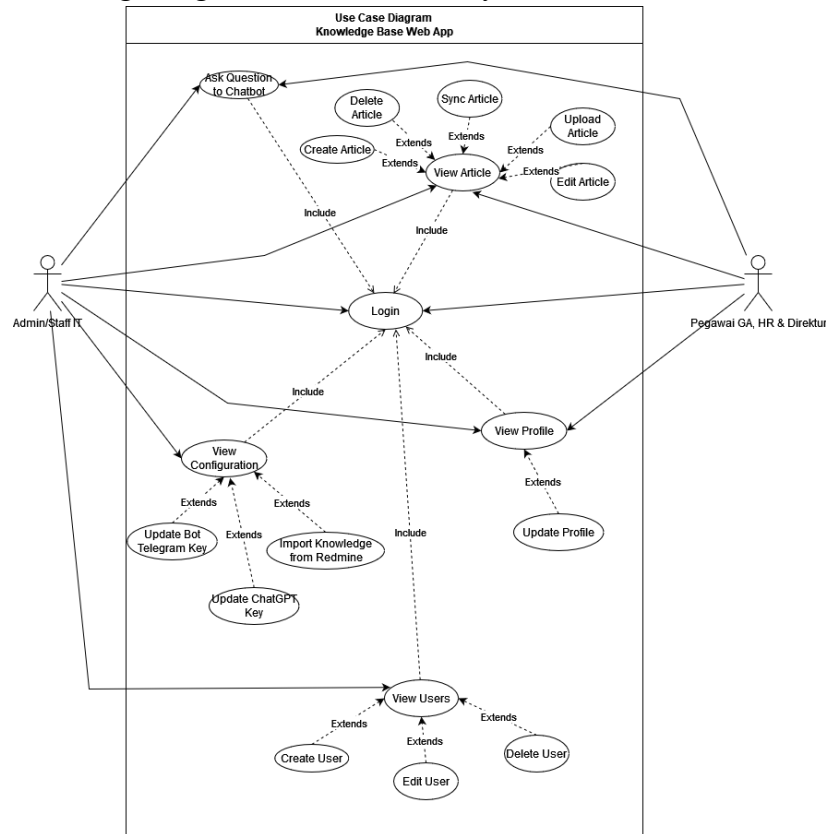 Use Case Diagram
Knowledge Base Web App
Ask Question
to Chatbot
Delete
Article
Sync Article
Upload
Article
Create Article
Extends
Extends
Extends
Extends
Extends
View Article
Edit Article
Include
Include
Admin/Staff IT
Login
Pegawai GA, HR & Direktur
Include
Include
View
Configuration
View Profile
Extends
Extends
Extends
Extends
Update Bot
Telegram Key
Import Knowledge
from Redmine
Update Profile
Include
Update ChatGPT
Key
View Users
Extends
Extends
Extends
Create User
Edit User
Delete User